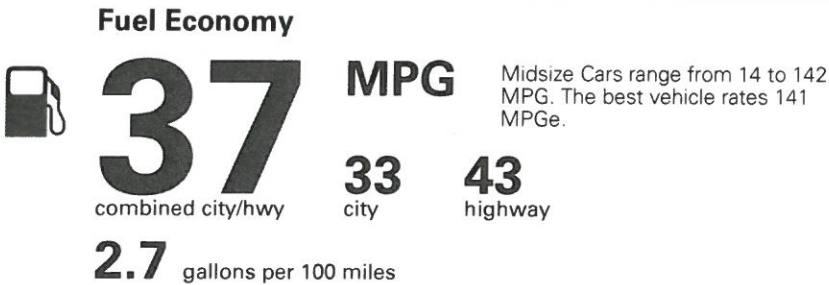 Fuel Economy
37 MPG
Midsize Cars range from 14 to 142
MPG. The best vehicle rates 141
MPGe.
combined city/hwy
33
city
43
highway
2.7 gallons per 100 miles